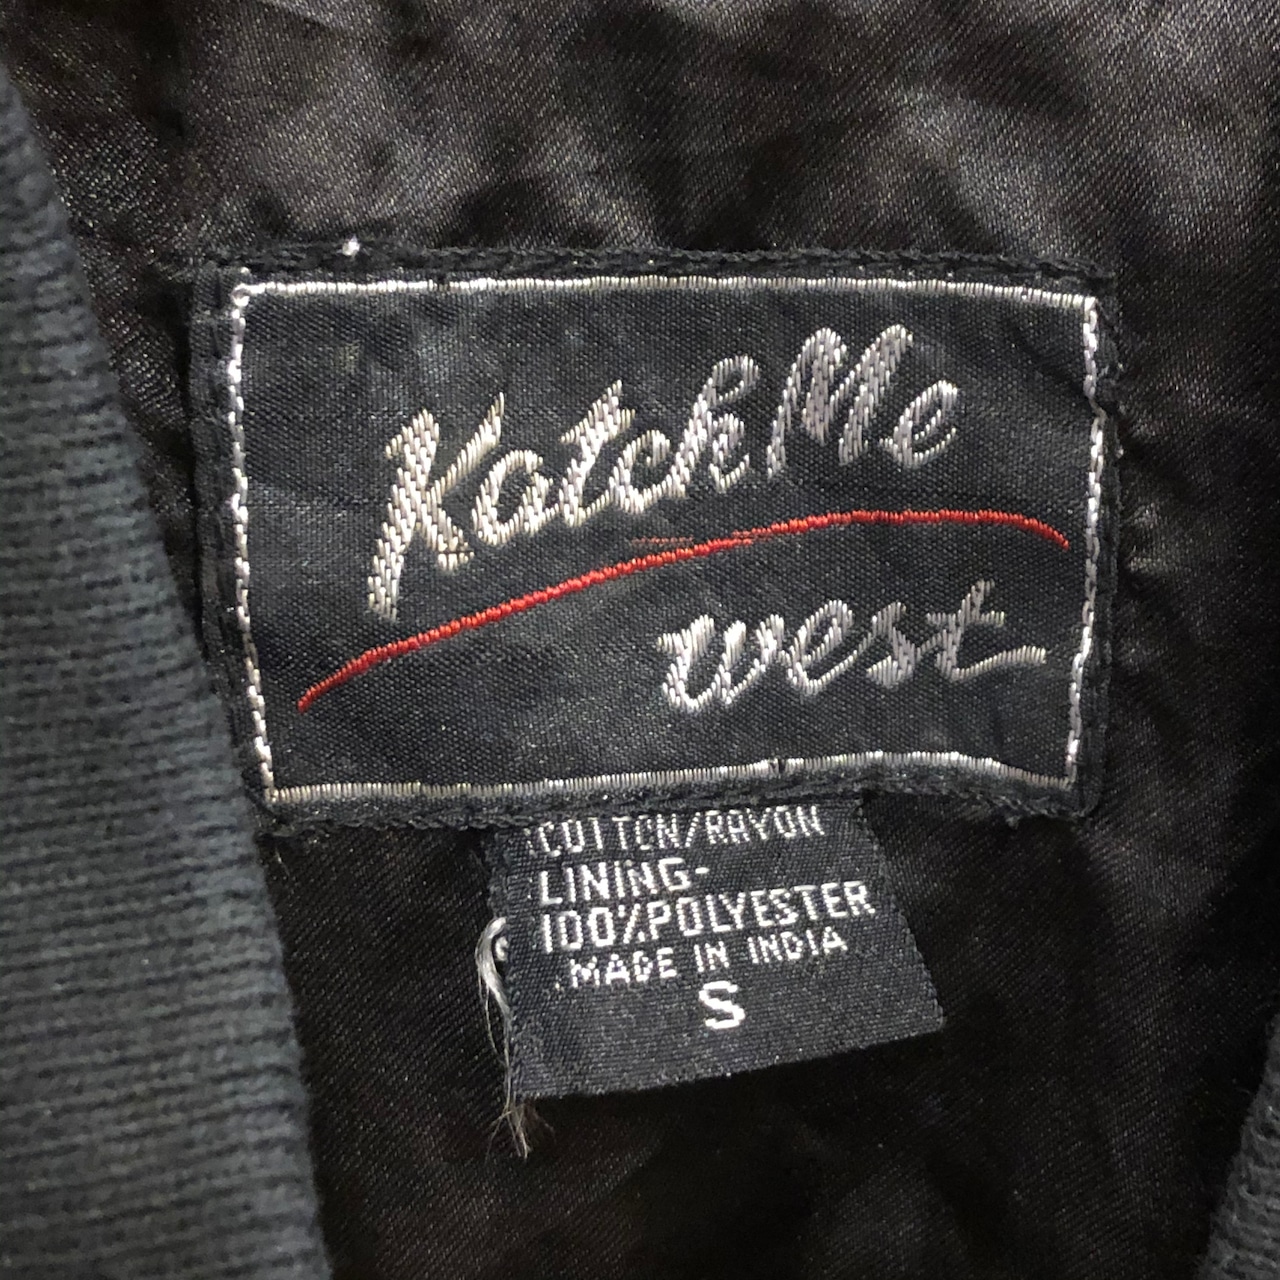 KatchMe
west
COTTON/RAYON
LINING-
100%POLYESTER
MADE IN INDIA
S